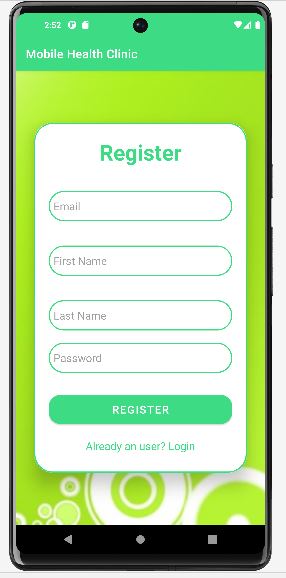 2:52
Mobile Health Clinic
Register
Email
First Name
Last Name
Password
REGISTER
Already an user? Login